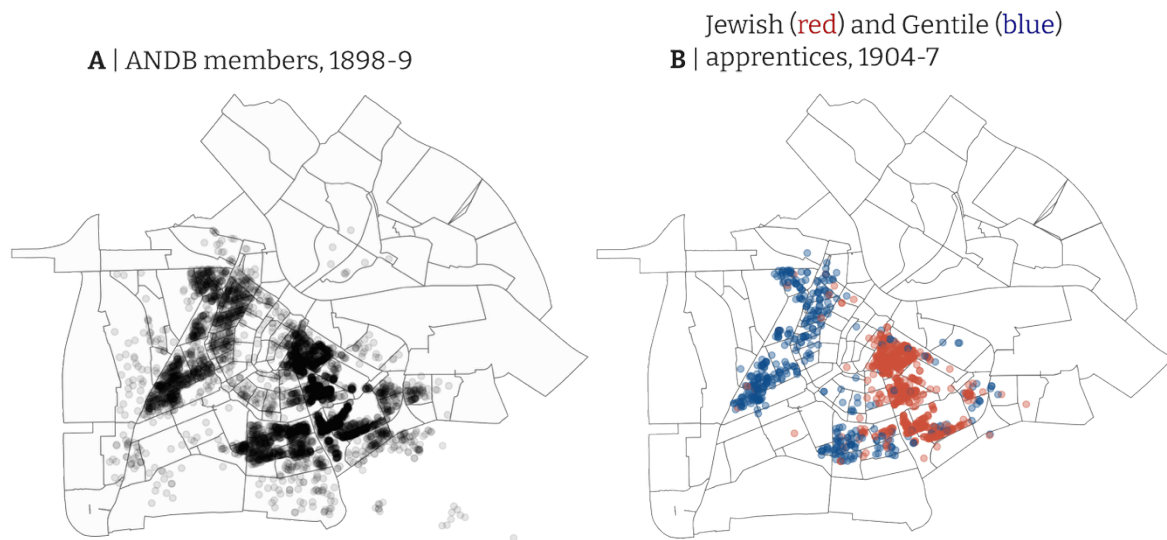 A | ANDB members, 1898-9
Jewish (red) and Gentile (blue)
B | apprentices, 1904-7